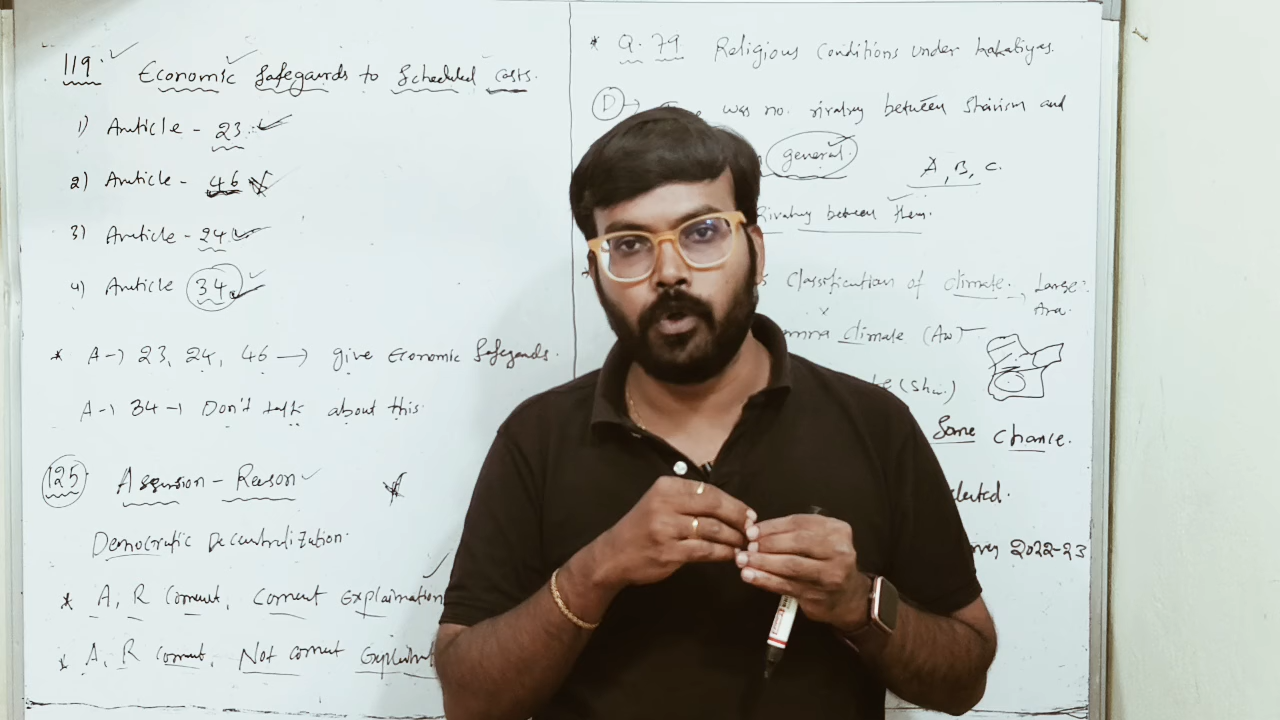 119. Economic Safegaurds to Scheduled Casts.
1) Article - 23
2) Article - 46
3) Article - 24
4) Article 34
* A -> 23, 24, 46 -> give Economic Safegards.
A -> 34 -> Don't talk about this.
125 Assersion - Reason
Democratic Decentralization.
* A, R Correct, Correct Explaination
* A, R Correct, Not correct
* Q. 79 Religious Conditions under Kakatiyas.
D -> was no. rivalry between Shaivism and
general. A, B, C.
Rivalry between them.
Classification of climate. Large
Area.
climate (Aw)
Same chance.
2022-23